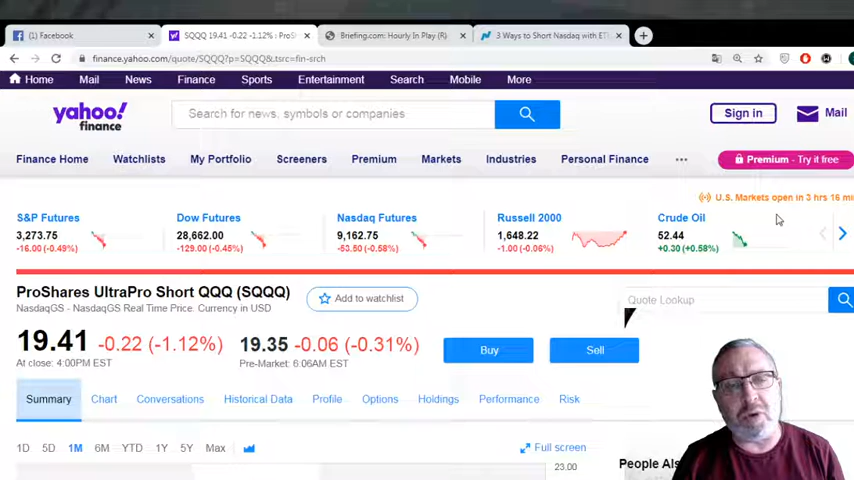 (1) Facebook
SQQQ 19.41 -0.22 -1.12% : ProSh
Briefing.com: Hourly In Play (R)
3 Ways to Short Nasdaq with ET
finance.yahoo.com/quote/SQQQ?p=SQQQ&.tsrc=fin-srch
Home Mail News Finance Sports Entertainment Search Mobile More
yahoo!
finance
Search for news, symbols or companies
Sign in
Mail
Finance Home Watchlists My Portfolio Screeners Premium Markets Industries Personal Finance ... Premium - Try it free
U.S. Markets open in 3 hrs 16 mi
S&P Futures Dow Futures Nasdaq Futures Russell 2000 Crude Oil
3,273.75 28,662.00 9,162.75 1,648.22 52.44
-16.00 (-0.49%) -129.00 (-0.45%) -53.50 (-0.58%) -1.00 (-0.06%) +0.30 (+0.58%)
ProShares UltraPro Short QQQ (SQQQ)
Add to watchlist
NasdaqGS - NasdaqGS Real Time Price. Currency in USD
Quote Lookup
19.41 -0.22 (-1.12%) 19.35 -0.06 (-0.31%)
At close: 4:00PM EST Pre-Market: 6:06AM EST
Buy Sell
Summary Chart Conversations Historical Data Profile Options Holdings Performance Risk
1D 5D 1M 6M YTD 1Y 5Y Max Full screen
23.00
People Als